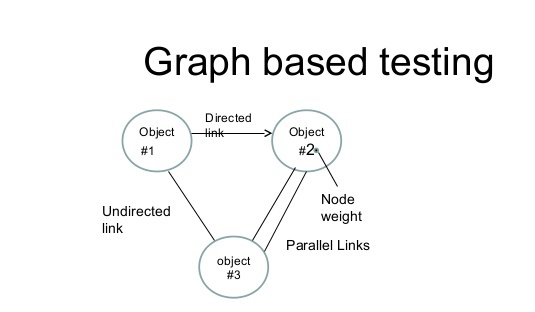 Graph based testing
Directed
link
Object
#1
Object
#2
Node
weight
Undirected
link
Parallel Links
object
#3